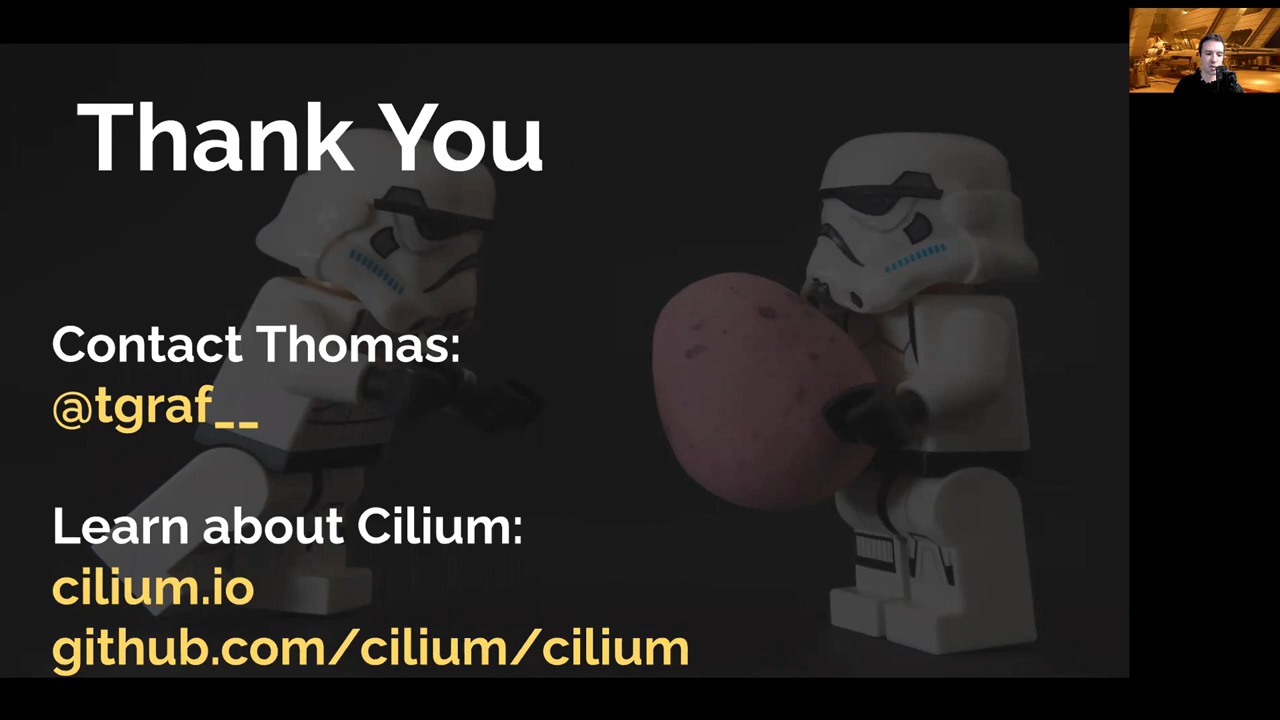 Thank You
Contact Thomas:
@tgraf__
Learn about Cilium:
cilium.io
github.com/cilium/cilium